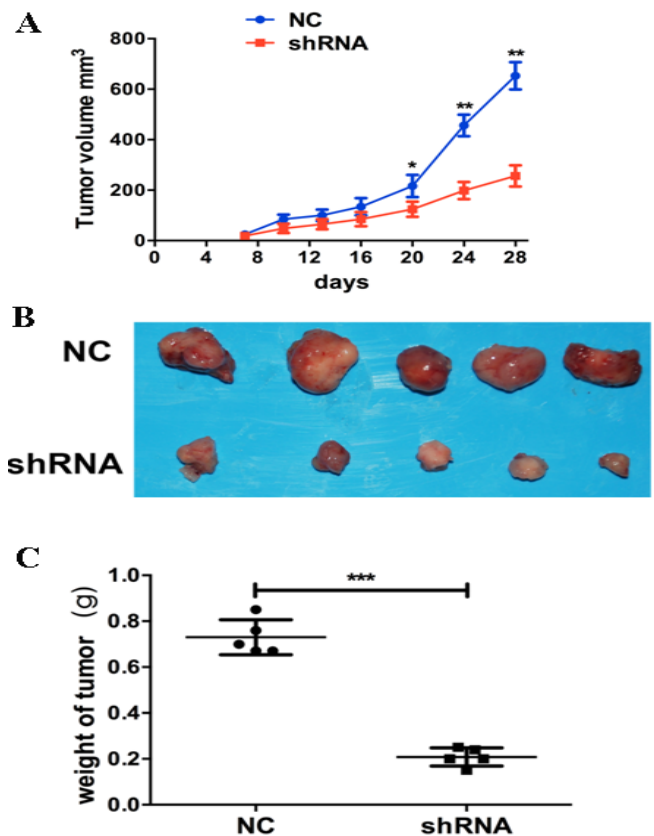 A
NC
shRNA
Tumor volume mm³
800
600
400
200
0
*
**
**
0 4 8 12 16 20 24 28
days
B
NC
shRNA
C
weight of tumor (g)
1.0
0.8
0.6
0.4
0.2
0.0
***
NC shRNA